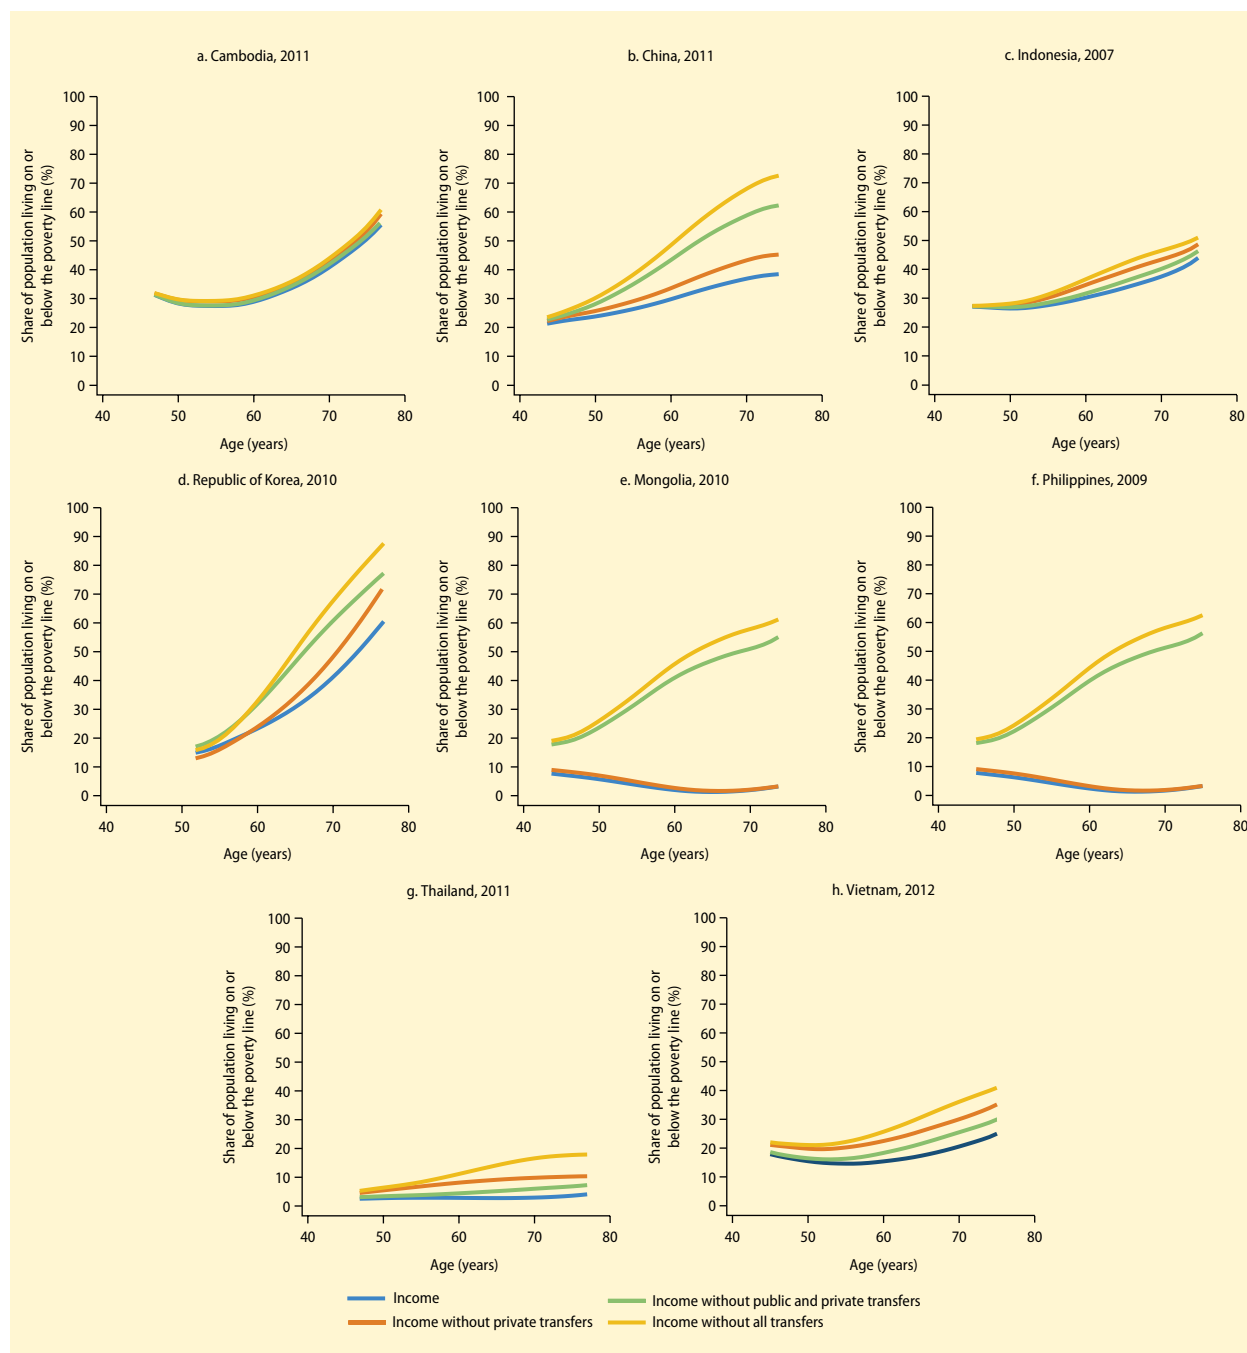 a. Cambodia, 2011
Share of population living on or
below the poverty line (%)
100
90
80
70
60
50
40
30
20
10
0
40 50 60 70 80
Age (years)
b. China, 2011
Share of population living on or
below the poverty line (%)
100
90
80
70
60
50
40
30
20
10
0
40 50 60 70 80
Age (years)
c. Indonesia, 2007
Share of population living on or
below the poverty line (%)
100
90
80
70
60
50
40
30
20
10
0
40 50 60 70 80
Age (years)
d. Republic of Korea, 2010
Share of population living on or
below the poverty line (%)
100
90
80
70
60
50
40
30
20
10
0
40 50 60 70 80
Age (years)
e. Mongolia, 2010
Share of population living on or
below the poverty line (%)
100
90
80
70
60
50
40
30
20
10
0
40 50 60 70 80
Age (years)
f. Philippines, 2009
Share of population living on or
below the poverty line (%)
100
90
80
70
60
50
40
30
20
10
0
40 50 60 70 80
Age (years)
g. Thailand, 2011
Share of population living on or
below the poverty line (%)
100
90
80
70
60
50
40
30
20
10
0
40 50 60 70 80
Age (years)
h. Vietnam, 2012
Share of population living on or
below the poverty line (%)
100
90
80
70
60
50
40
30
20
10
0
40 50 60 70 80
Age (years)
Income
Income without private transfers
Income without public and private transfers
Income without all transfers